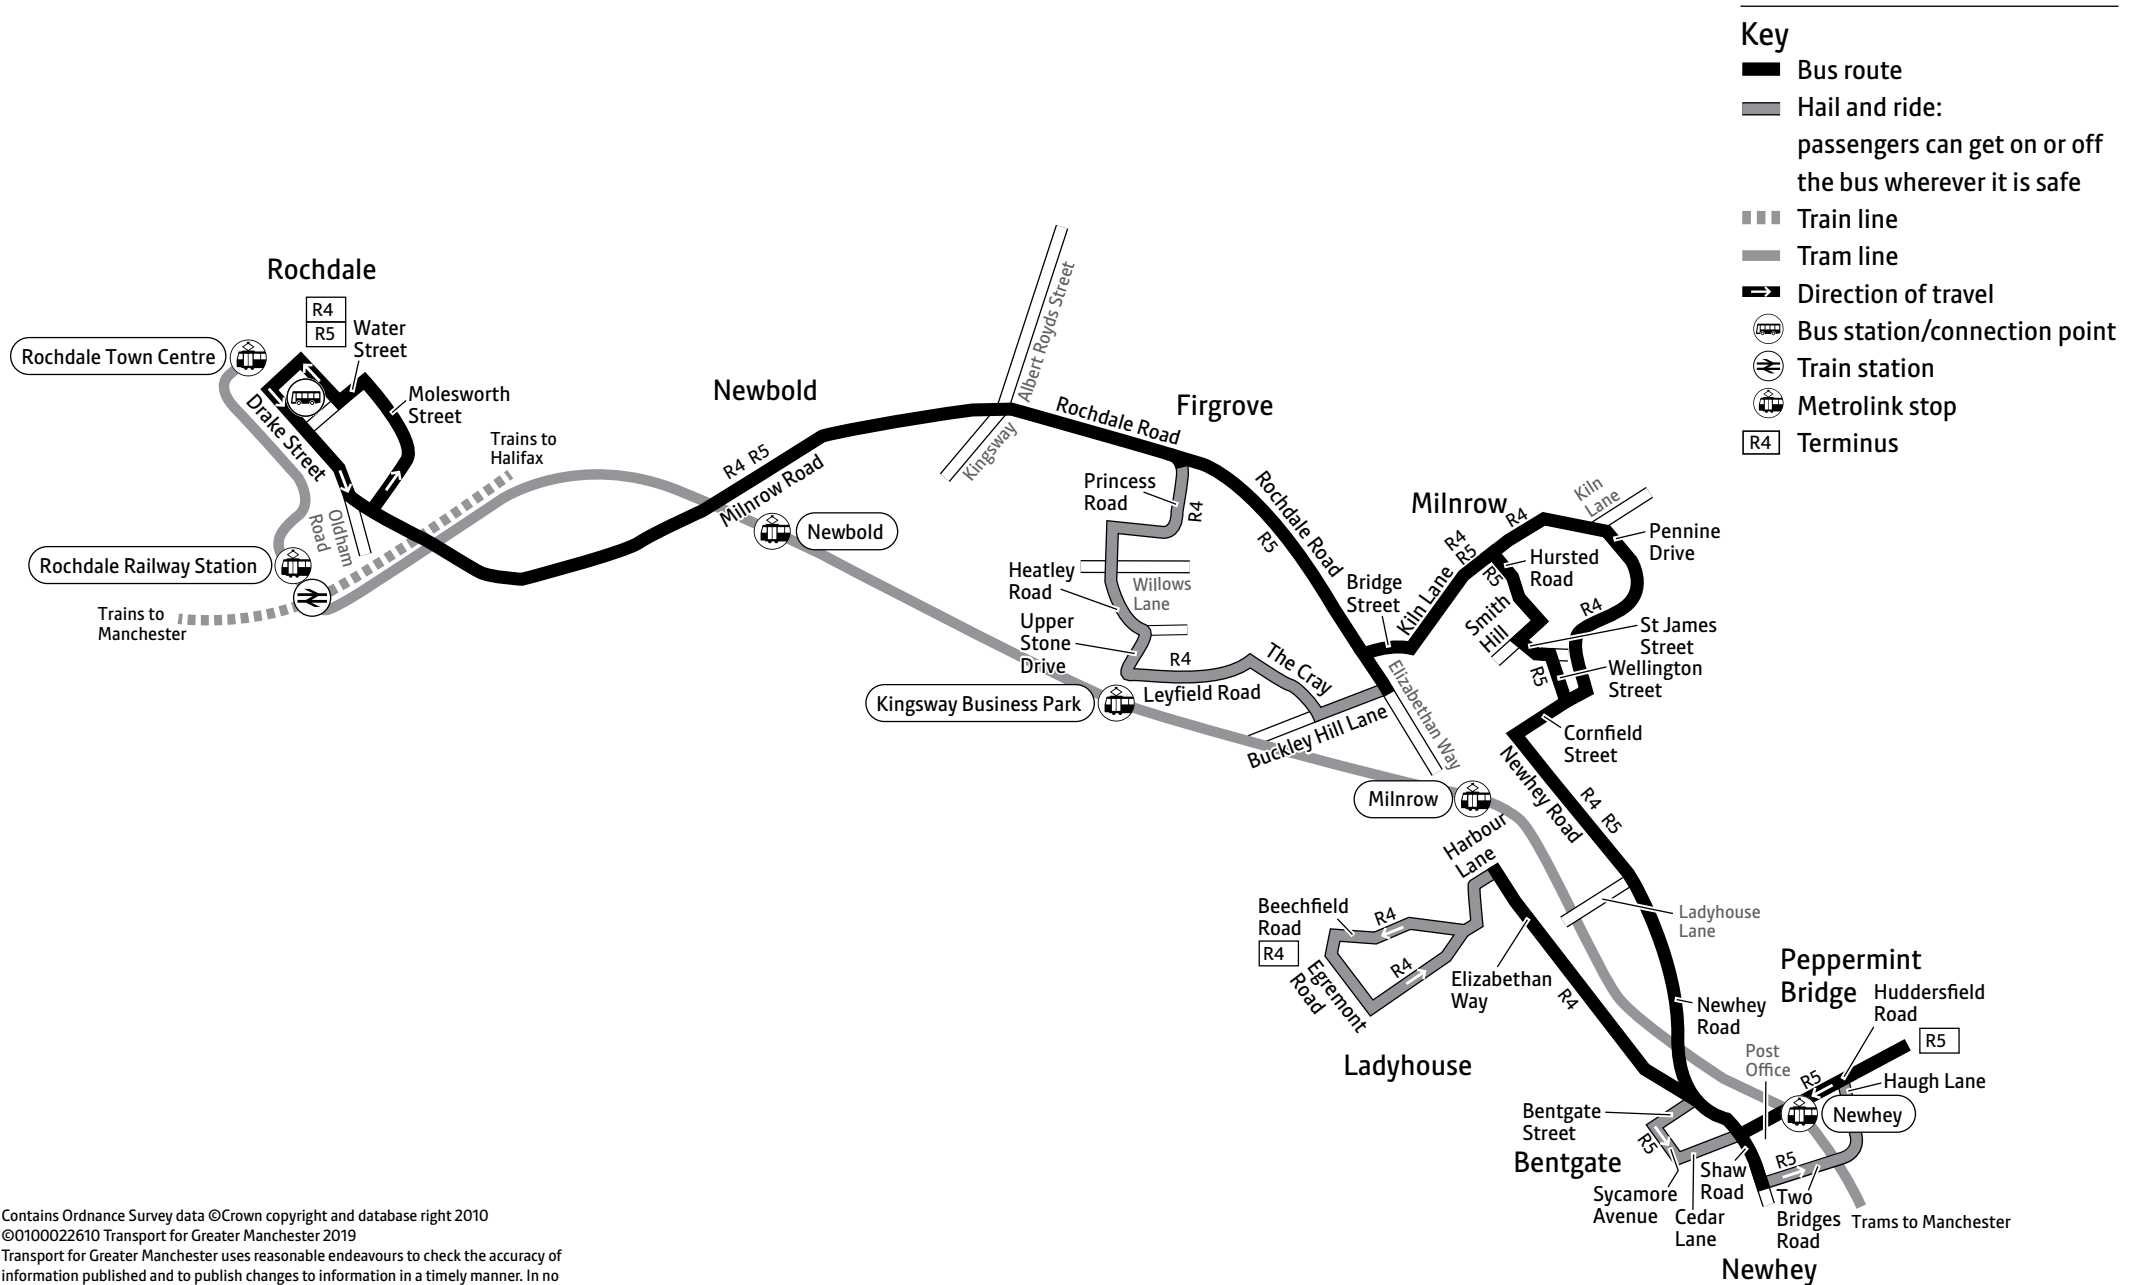 Key
Bus route
Hail and ride:
passengers can get on or off
the bus wherever it is safe
Train line
Tram line
Direction of travel
Bus station/connection point
Train station
Metrolink stop
R4 Terminus
Rochdale
R4
R5
Water
Street
Rochdale Town Centre
Molesworth
Street
Drake Street
Oldham
Road
Rochdale Railway Station
Trains to
Manchester
Trains to
Halifax
Newbold
R4 R5
Milnrow Road
Newbold
Albert Royds Street
Kingsway
Rochdale Road
Firgrove
Princess
Road
R4
Rochdale Road
R5
Heatley
Road
Willows
Lane
Upper
Stone
Drive
R4
Leyfield Road
The Cray
Kingsway Business Park
Buckley Hill Lane
Elizabethan Way
Bridge
Street
Kiln Lane
Milnrow
R4
R5
R4
Kiln
Lane
Pennine
Drive
Hursted
Road
R5
Smith
Hill
R4
St James
Street
R5
Wellington
Street
Cornfield
Street
Newhey Road
R4 R5
Milnrow
Harbour
Lane
Beechfield
Road
R4
R4
R4
Egremont
Road
Elizabethan
Way
R4
Ladyhouse
Ladyhouse
Lane
Newhey
Road
Peppermint
Bridge
Huddersfield
Road
R5
Post
Office
R5
Haugh Lane
Newhey
Bentgate
Street
R5
Bentgate
Sycamore
Avenue
Cedar
Lane
Shaw
Road
R5
Two
Bridges
Road
Trams to Manchester
Newhey
Contains Ordnance Survey data ©Crown copyright and database right 2010
©0100022610 Transport for Greater Manchester 2019
Transport for Greater Manchester uses reasonable endeavours to check the accuracy of
information published and to publish changes to information in a timely manner. In no